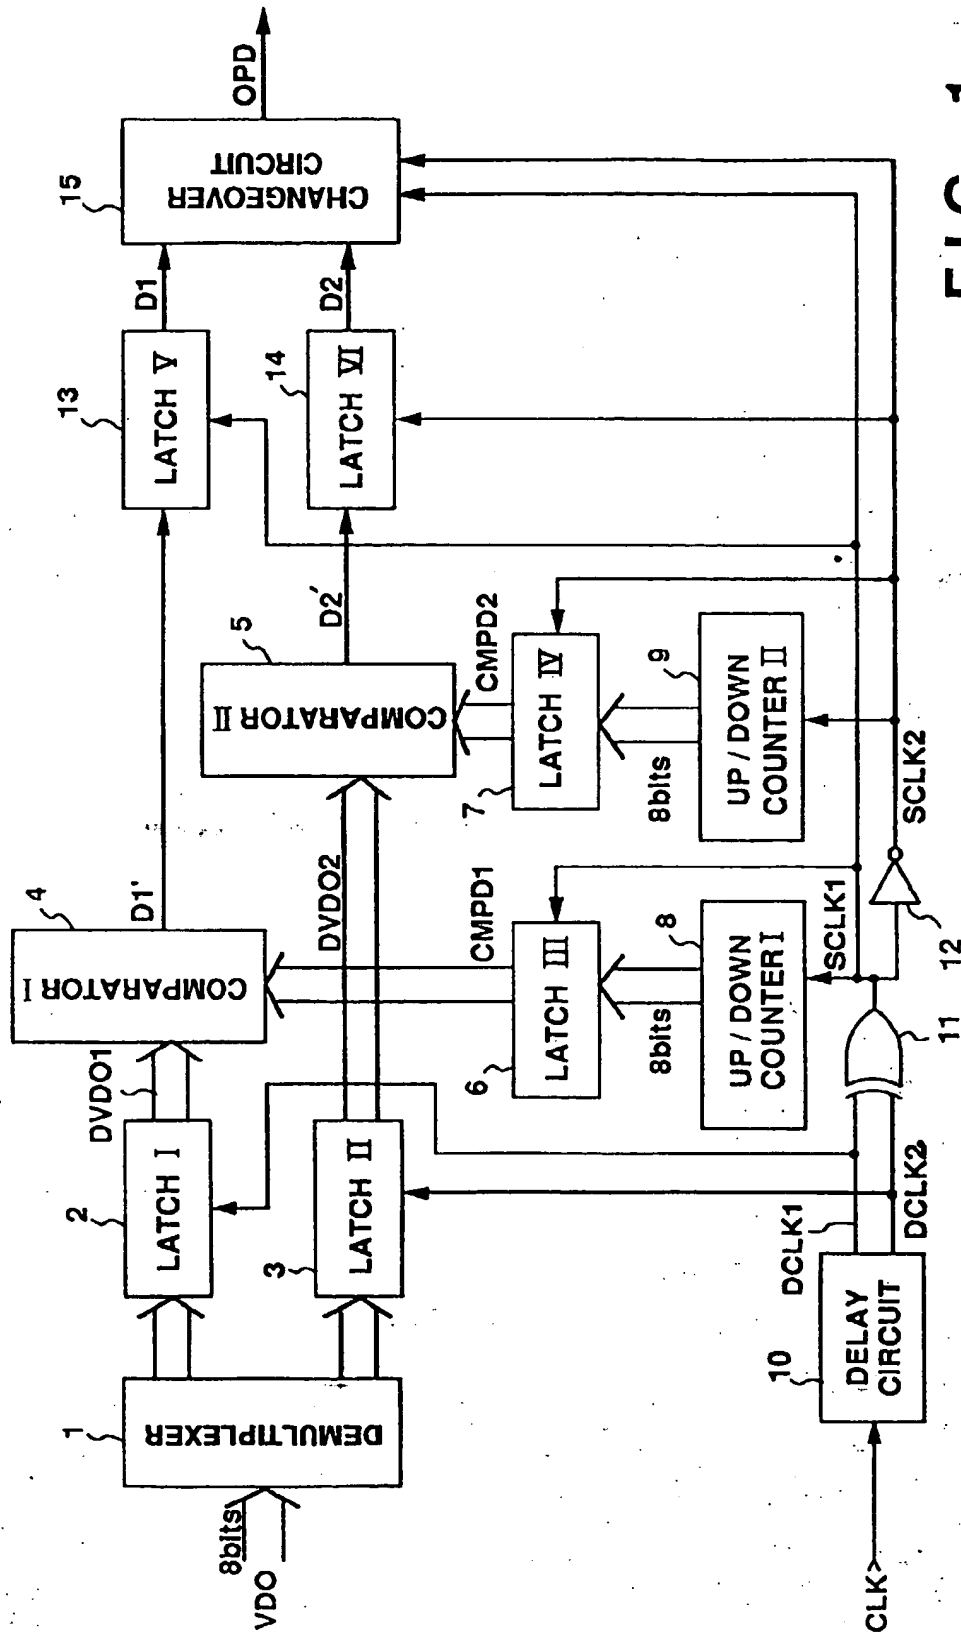 8bits
VDO
1
DEMULTIPLEXER
2
LATCH I
DVDO1
3
LATCH II
DVDO2
4
COMPARATOR I
D1'
5
COMPARATOR II
D2'
CMPD1
6
LATCH III
8bits
8
UP / DOWN
COUNTER I
CMPD2
7
LATCH IV
8bits
9
UP / DOWN
COUNTER II
13
LATCH V
D1
14
LATCH VI
D2
15
CHANGEOVER
CIRCUIT
OPD
CLK>
10
DELAY
CIRCUIT
DCLK1
DCLK2
11
SCLK1
12
SCLK2